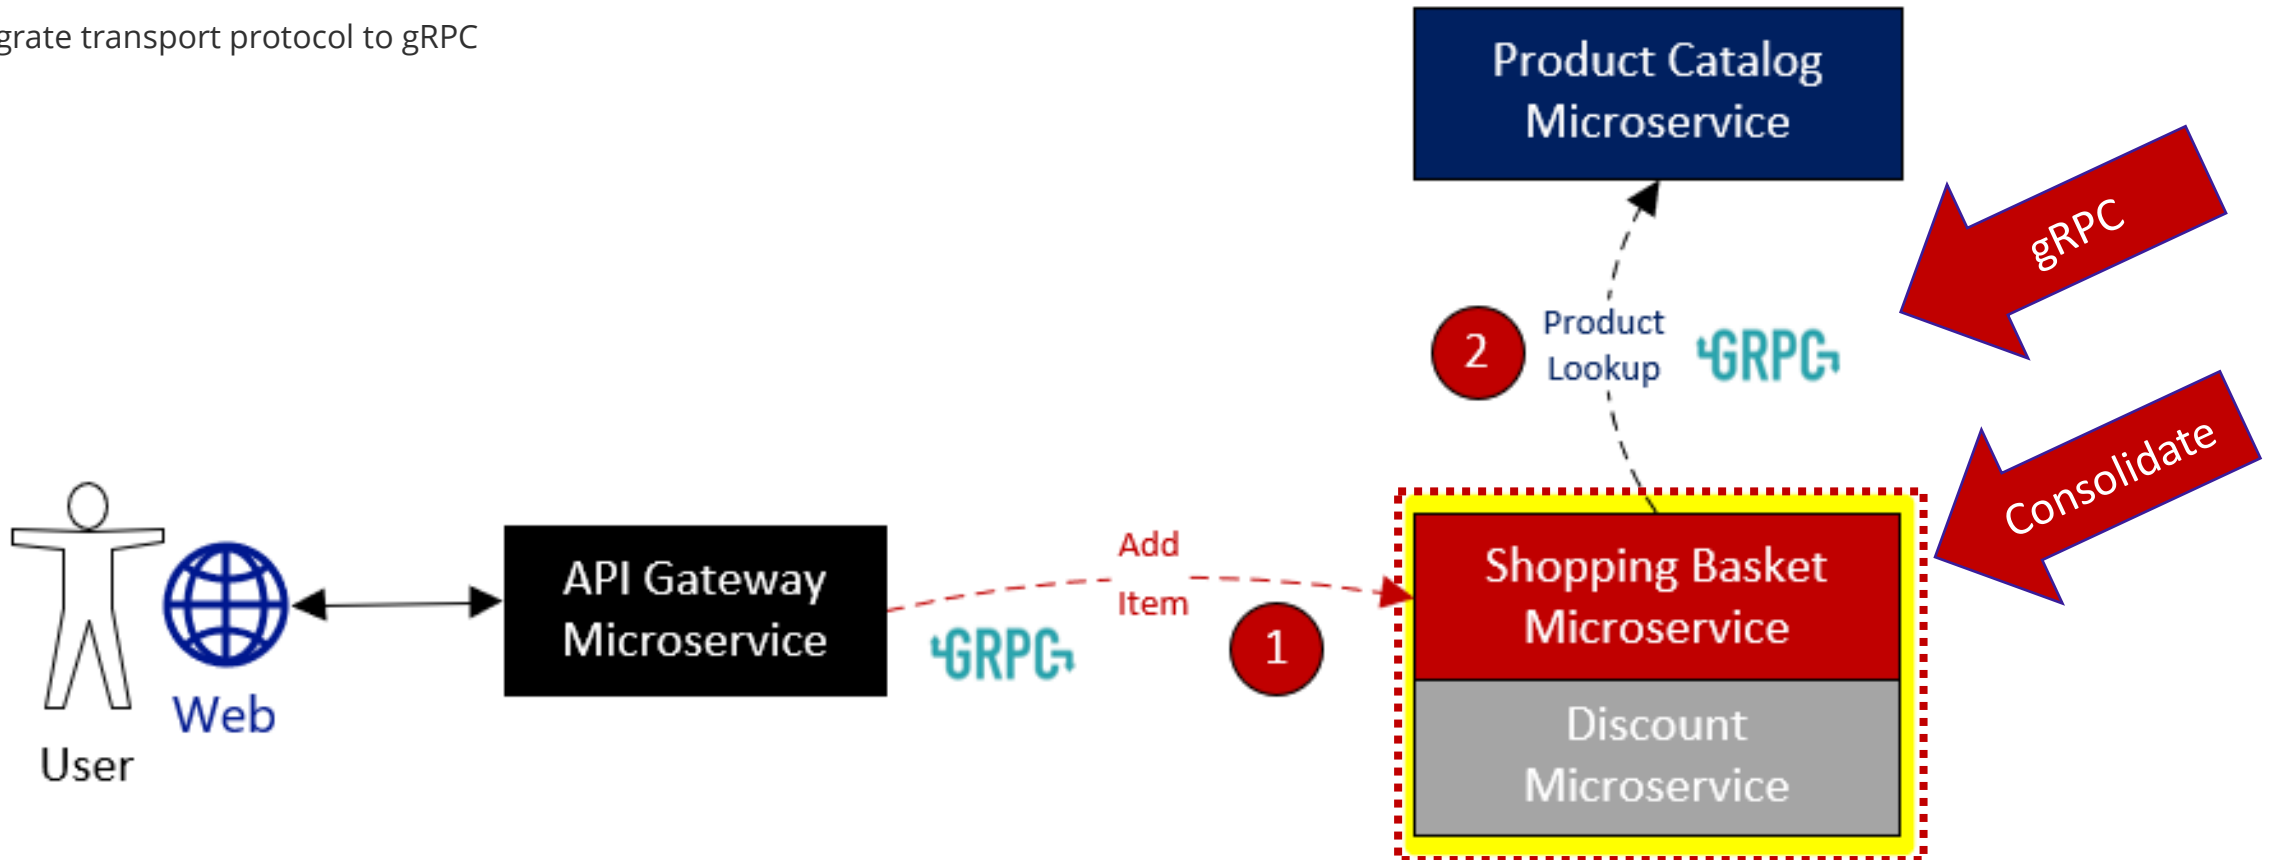 grate transport protocol to gRPC
Product Catalog
Microservice
gRPC
2
Product
Lookup
GRPC
Consolidate
User
Web
API Gateway
Microservice
GRPC
Add
Item
1
Shopping Basket
Microservice
Discount
Microservice